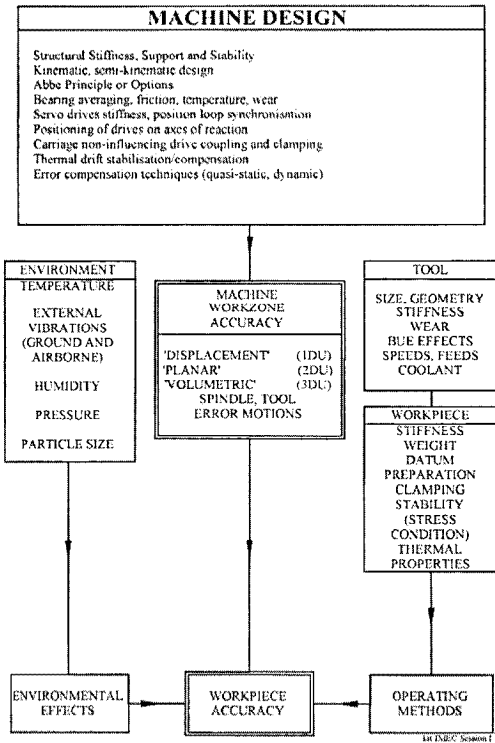 MACHINE DESIGN
Structural Stiffness, Support and Stability
Kinematic, semi-kinematic design
Abbe Principle or Options
Bearing averaging, friction, temperature, wear
Servo drives stiffness, position loop synchronisation
Positioning of drives on axes of reaction
Carriage non-influencing drive coupling and clamping
Thermal drift stabilisation/compensation
Error compensation techniques (quasi-static, dynamic)
ENVIRONMENT
TEMPERATURE
EXTERNAL
VIBRATIONS
(GROUND AND
AIRBORNE)
HUMIDITY
PRESSURE
PARTICLE SIZE
MACHINE
WORKZONE
ACCURACY
'DISPLACEMENT' (1DU)
'PLANAR' (2DU)
'VOLUMETRIC' (3DU)
SPINDLE, TOOL
ERROR MOTIONS
TOOL
SIZE, GEOMETRY
STIFFNESS
WEAR
BUE EFFECTS
SPEEDS, FEEDS
COOLANT
WORKPIECE
STIFFNESS
WEIGHT
DATUM
PREPARATION
CLAMPING
STABILITY
(STRESS
CONDITION)
THERMAL
PROPERTIES
ENVIRONMENTAL
EFFECTS
WORKPIECE
ACCURACY
OPERATING
METHODS
Session 1